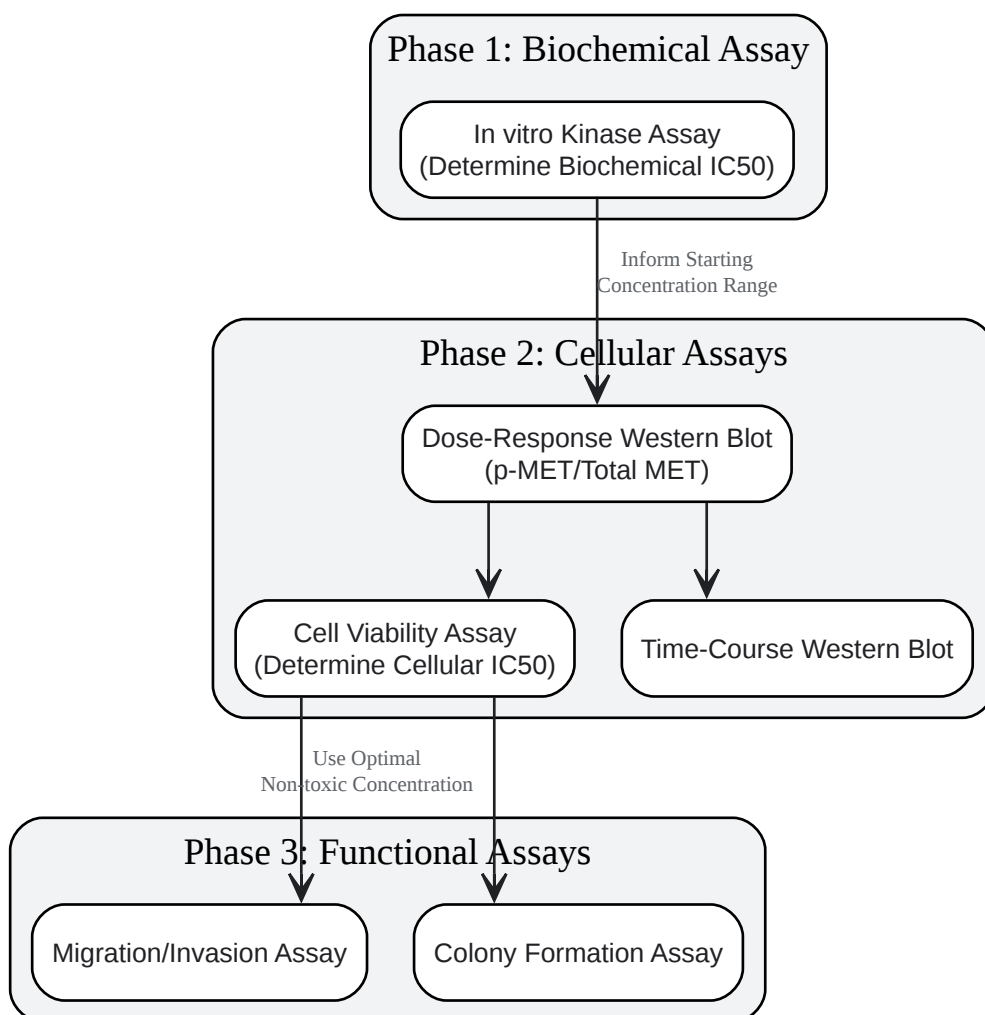 Phase 1: Biochemical Assay
In vitro Kinase Assay
(Determine Biochemical IC50)
Inform Starting
Concentration Range
Phase 2: Cellular Assays
Dose-Response Western Blot
(p-MET/Total MET)
Cell Viability Assay
(Determine Cellular IC50)
Time-Course Western Blot
Use Optimal
Non-toxic Concentration
Phase 3: Functional Assays
Migration/Invasion Assay
Colony Formation Assay